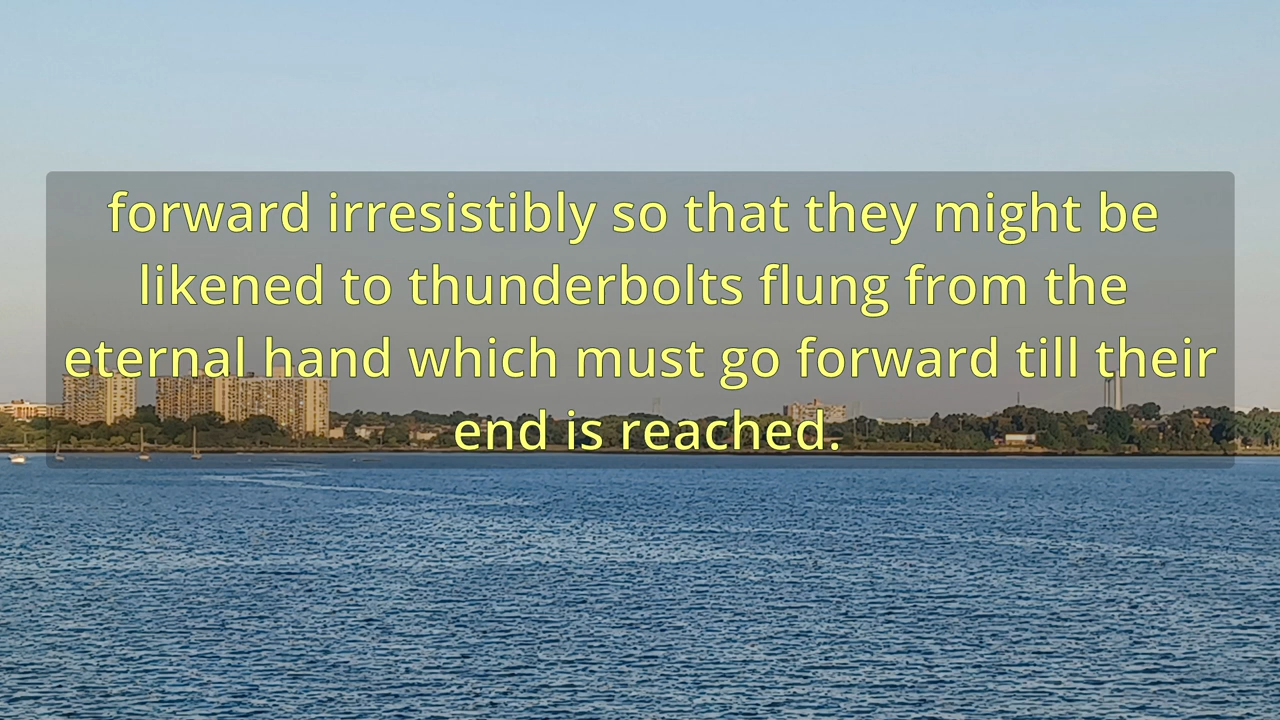 forward irresistibly so that they might be
likened to thunderbolts flung from the
eternal hand which must go forward till their
end is reached.